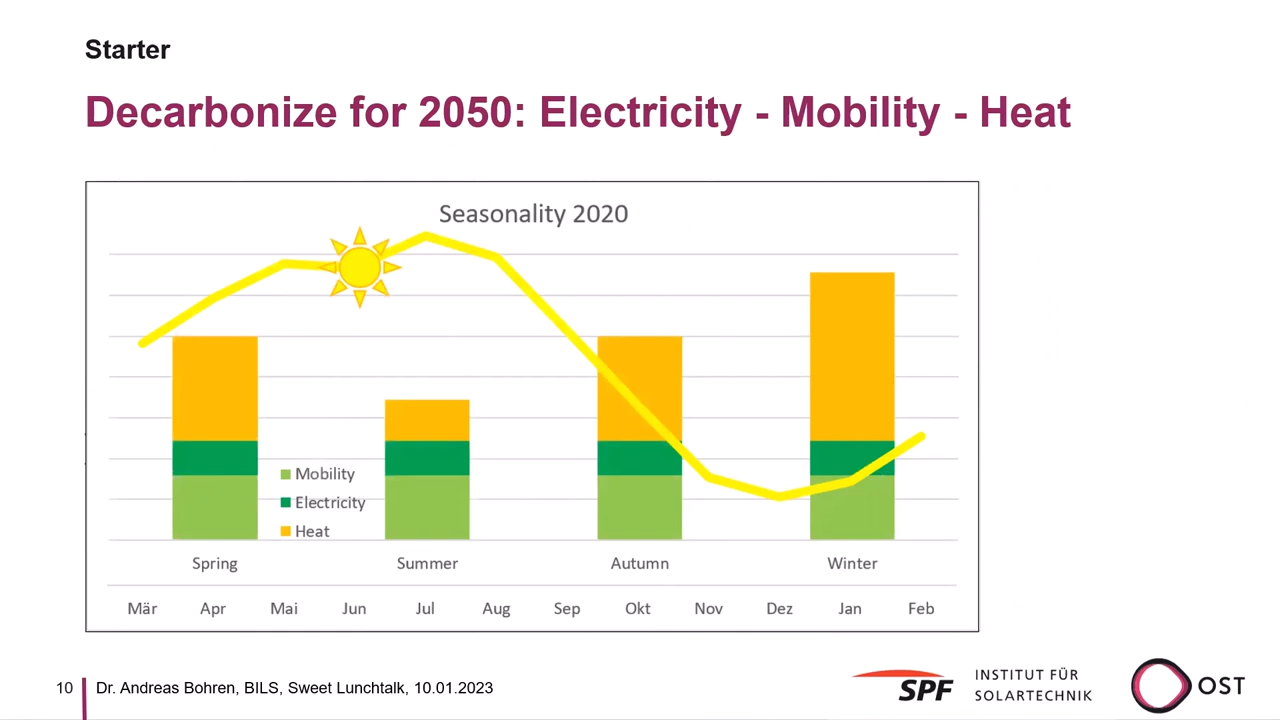 Starter
Decarbonize for 2050: Electricity - Mobility - Heat
Seasonality 2020
Mobility
Electricity
Heat
Spring Summer Autumn Winter
Mär Apr Mai Jun Jul Aug Sep Okt Nov Dez Jan Feb
10 Dr. Andreas Bohren, BILS, Sweet Lunchtalk, 10.01.2023
SPF
INSTITUT FÜR
SOLARTECHNIK
OST